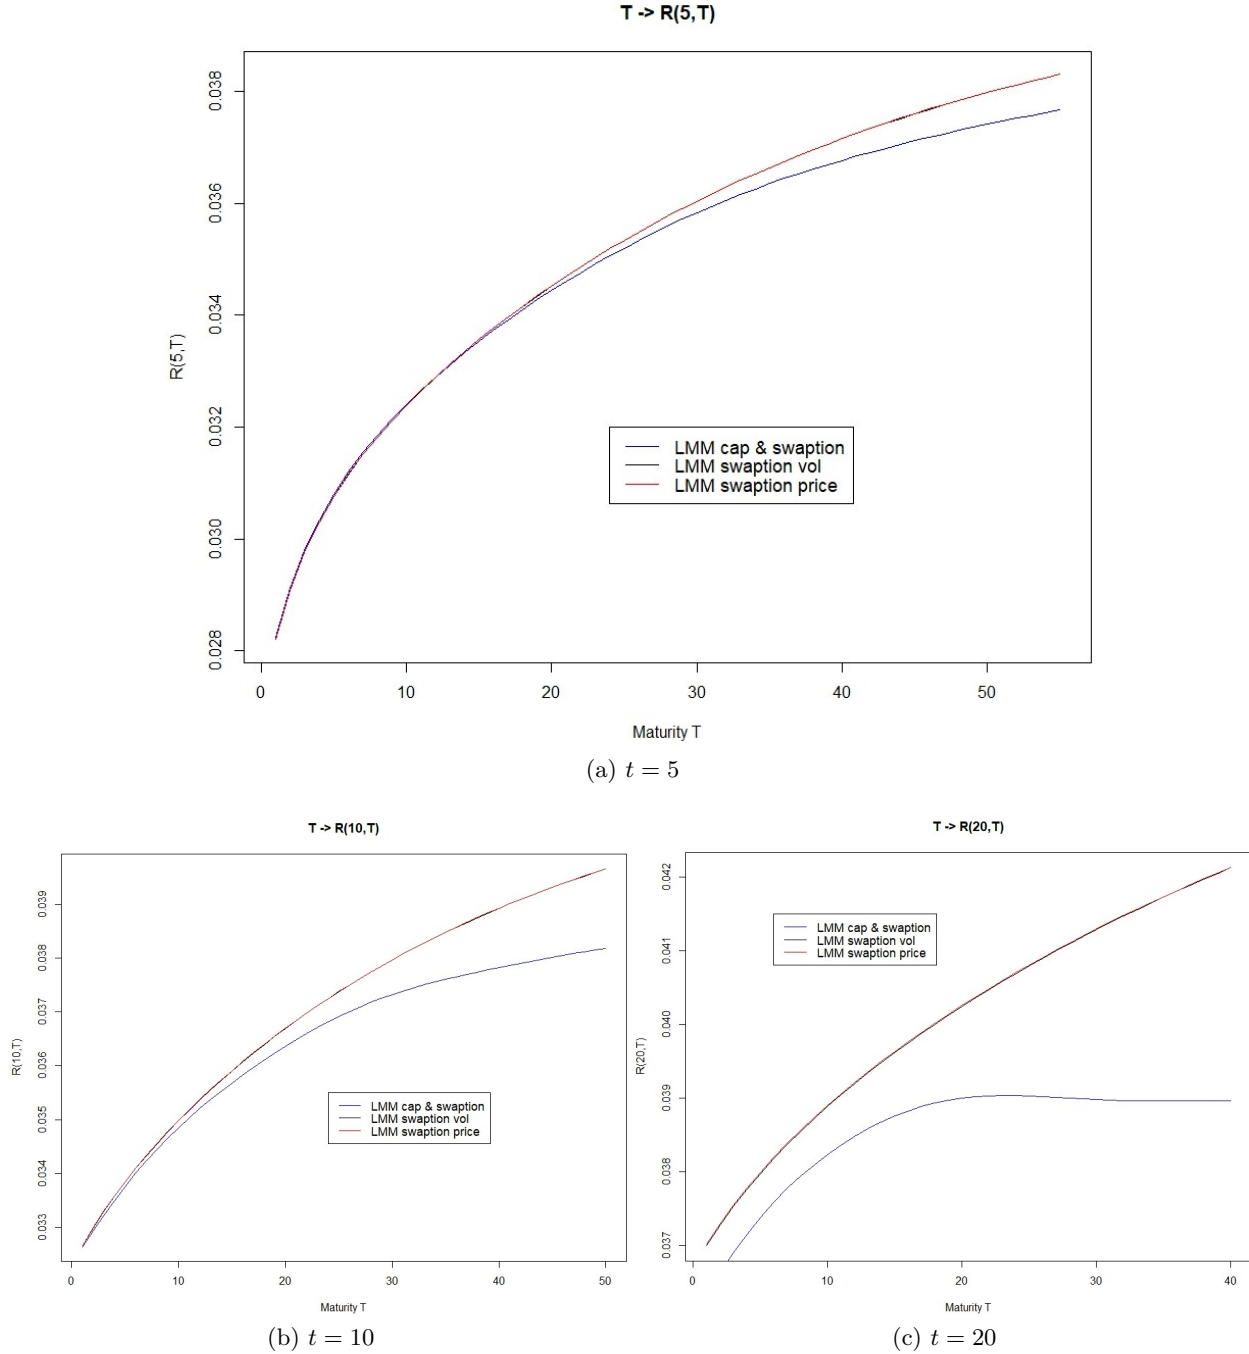 T -> R(5,T)
0.038
0.036
0.034
0.032
0.030
0.028
R(5,T)
LMM cap & swaption
LMM swaption vol
LMM swaption price
0 10 20 30 40 50
Maturity T
(a) t = 5
T -> R(10,T)
0.039
0.038
0.037
0.036
0.035
0.034
0.033
R(10,T)
LMM cap & swaption
LMM swaption vol
LMM swaption price
0 10 20 30 40 50
Maturity T
(b) t = 10
T -> R(20,T)
0.042
0.041
0.040
0.039
0.038
0.037
R(20,T)
LMM cap & swaption
LMM swaption vol
LMM swaption price
0 10 20 30 40
Maturity T
(c) t = 20